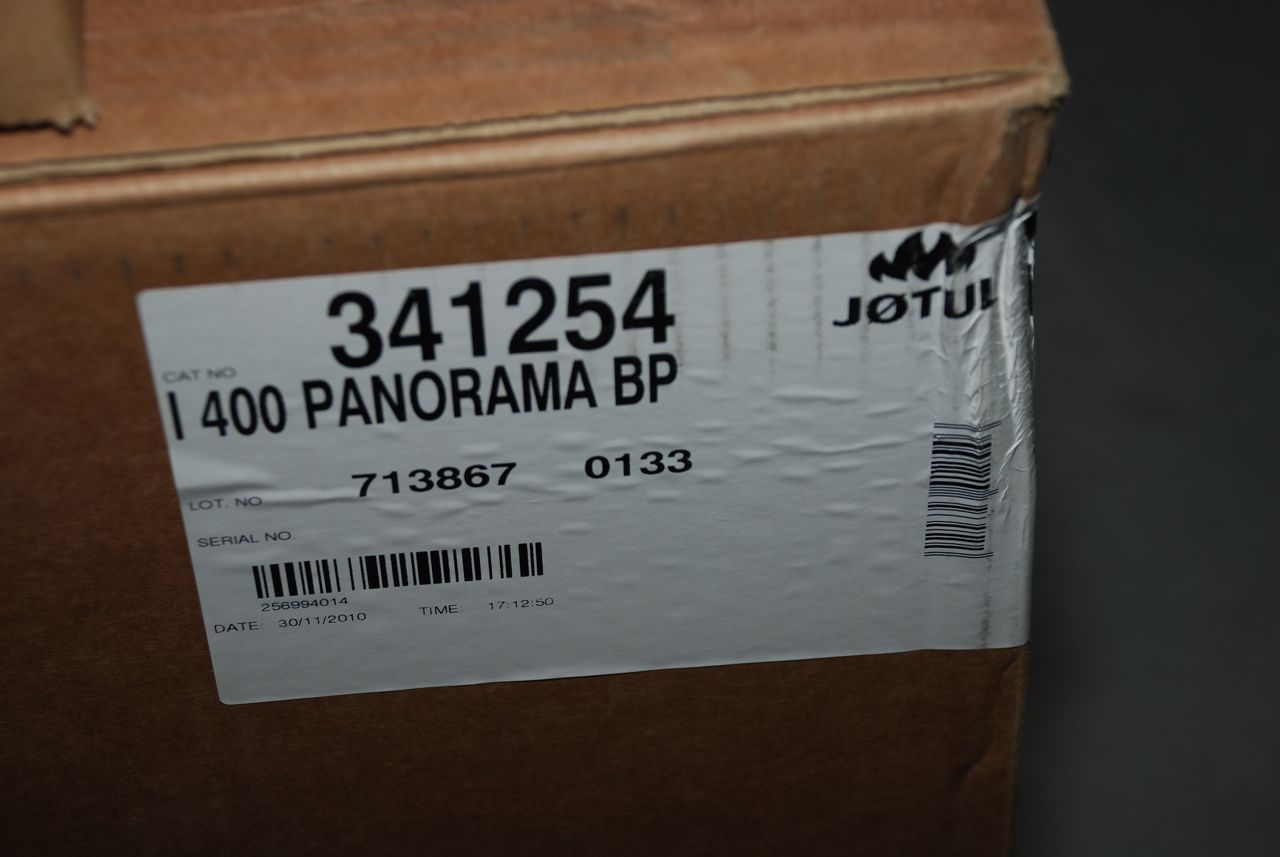 341254
JØTUL
CAT NO
I 400 PANORAMA BP
713867 0133
LOT. NO
SERIAL NO
256994014
DATE: 30/11/2010 TIME: 17:12:50